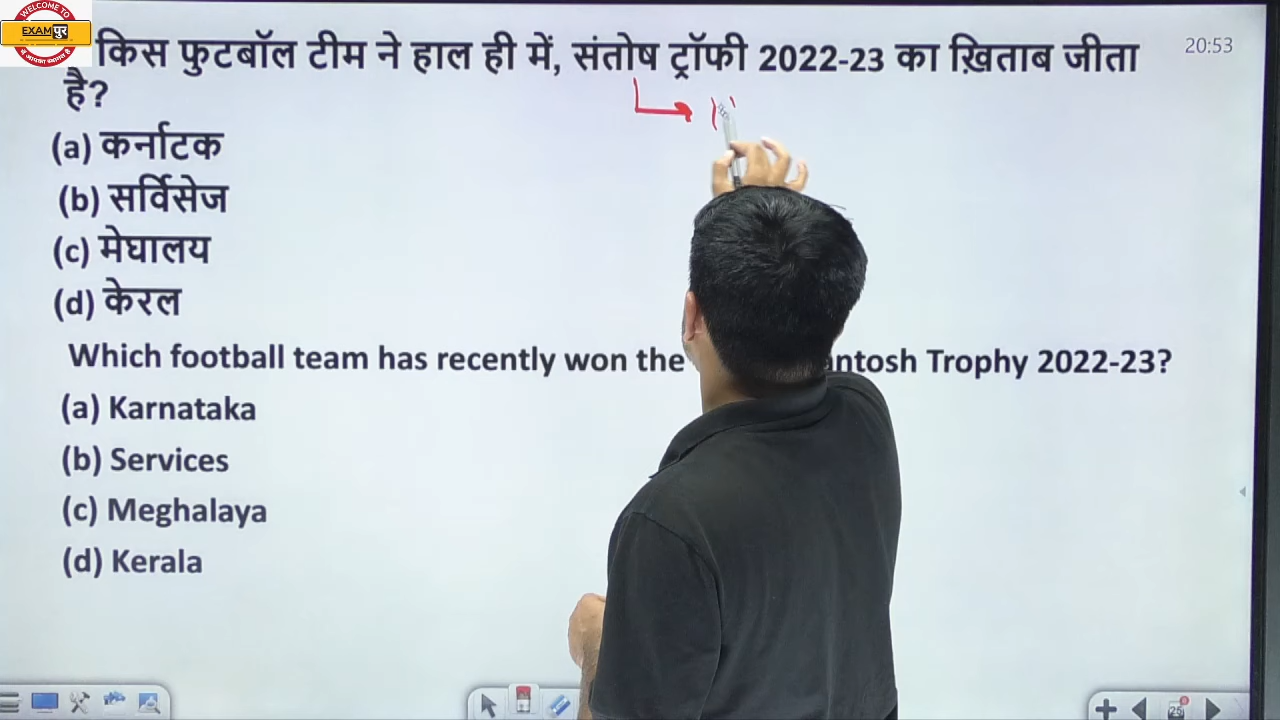 WELCOME TO
EXAMपुर
किस फुटबॉल टीम ने हाल ही में, संतोष ट्रॉफी 2022-23 का ख़िताब जीता
है?
20:53
(a) कर्नाटक
(b) सर्विसेज
(c) मेघालय
(d) केरल
Which football team has recently won the antosh Trophy 2022-23?
(a) Karnataka
(b) Services
(c) Meghalaya
(d) Kerala
25